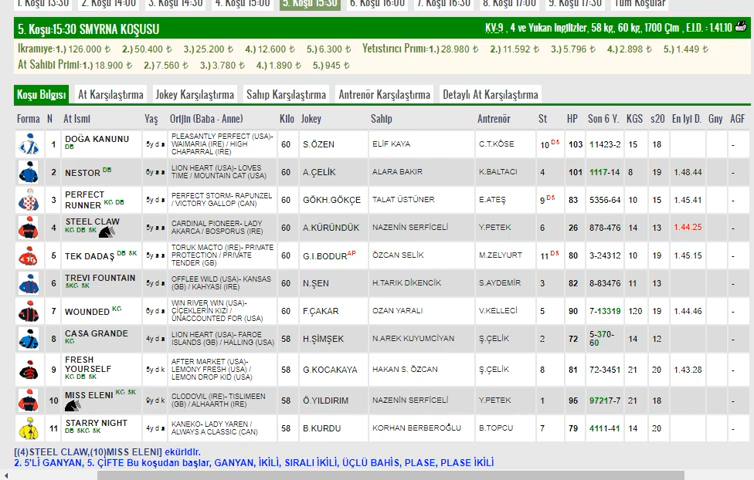 1. Koşu 13:30 2. Koşu 14:00 3. Koşu 14:30 4. Koşu 15:00 5. Koşu 15:30 6. Koşu 16:00 7. Koşu 16:30 8. Koşu 17:00 9. Koşu 17:30 Tüm Koşular
5. Koşu:15:30 SMYRNA KOŞUSU KV-9 , 4 ve Yukarı İngilizler, 58 kg, 60 kg, 1700 Çim , E.İ.D. : 1.41.10
İkramiye: 1.) 126.000 t 2.) 50.400 t 3.) 25.200 t 4.) 12.600 t 5.) 6.300 t Yetiştirici Primi: 1.) 28.980 t 2.) 11.592 t 3.) 5.796 t 4.) 2.898 t 5.) 1.449 t
At Sahibi Primi: 1.) 18.900 t 2.) 7.560 t 3.) 3.780 t 4.) 1.890 t 5.) 945 t
Koşu Bilgisi At Karşılaştırma Jokey Karşılaştırma Sahip Karşılaştırma Antrenör Karşılaştırma Detaylı At Karşılaştırma
Forma N At İsmi Yaş Orijin (Baba - Anne) Kilo Jokey Sahip Antrenör St HP Son 6 Y. KGS s20 En İyi D. Gny AGF
1 DOĞA KANUNU DB 5y d a PLEASANTLY PERFECT (USA)- WAIMARIA (IRE) / HIGH CHAPARRAL (IRE) 60 S.ÖZEN ELİF KAYA C.T.KÖSE 10 DS 103 11423-2 15 18 -
2 NESTOR DB 5y d a LION HEART (USA)- LOVES TIME / MOUNTAIN CAT (USA) 60 A.ÇELİK ALARA BAKIR K.BALTACI 4 101 1117-14 8 19 1.48.44 -
3 PERFECT RUNNER KG DB PERFECT STORM- RAPUNZEL / VICTORY GALLOP (CAN) 60 GÖKH.GÖKÇE TALAT ÜSTÜNER E.ATEŞ 9 DS 83 5356-64 10 15 1.45.41 -
4 STEEL CLAW KG DB SK CARDINAL PIONEER- LADY AKARCA / BOSPORUS (IRE) 60 A.KÜRÜNDÜK NAZENİN SERFİCELİ Y.PETEK 6 26 878-476 14 13 1.44.25 -
5 TEK DADAŞ DB SK TORUK MACTO (IRE)- PRIVATE PROTECTION / PRIVATE TENDER (GB) 60 G.İ.BODUR AP ÖZCAN SELİK M.ZELYURT 11 DS 80 3-24312 10 19 1.45.15 -
6 TREVI FOUNTAIN SKG SK OFFLEE WILD (USA)- KANSAS (GB) / KAHYASI (IRE) 60 N.ŞEN H.TARIK DİKENCİK S.AYDEMİR 3 82 8-83476 11 13 -
7 WOUNDED KG 5y d a WIN RIVER WIN (USA)- ÇİÇEKLERİN KIZI / UNACCOUNTED FOR (USA) 60 F.ÇAKAR OZAN YARALI V.KELLECİ 5 90 7-13319 120 19 1.44.46 -
8 CASA GRANDE KG 4y d a LION HEART (USA)- FAROE ISLANDS (GB) / HALLING (USA) 58 H.ŞİMŞEK N.AREK KUYUMCİYAN Ş.ÇELİK 2 72 5-370-60 14 12 -
9 FRESH YOURSELF KG DB SK 5y d k AFTER MARKET (USA)- LEMONY FRESH (USA) / LEMON DROP KID (USA) 58 G.KOCAKAYA HAKAN S. ÖZCAN Ş.ÇELİK 8 81 72-3451 21 20 1.43.28 -
10 MISS ELENI KG SK CLODOVIL (IRE)- TISLIMEEN (GB) / ALHAARTH (IRE) 58 Ö.YILDIRIM NAZENİN SERFİCELİ Y.PETEK 1 95 97217-7 21 18 -
11 STARRY NIGHT DB SKG SK 4y d a KANEKO- LADY YAREN / ALWAYS A CLASSIC (CAN) 58 B.KURDU KORHAN BERBEROĞLU B.TOPCU 7 79 4111-41 14 20 -
[(4)STEEL CLAW,(10)MISS ELENI] eküridir.
2. 5'Lİ GANYAN, 5. ÇİFTE Bu koşudan başlar, GANYAN, İKİLİ, SIRALI İKİLİ, ÜÇLÜ BAHİS, PLASE, PLASE İKİLİ